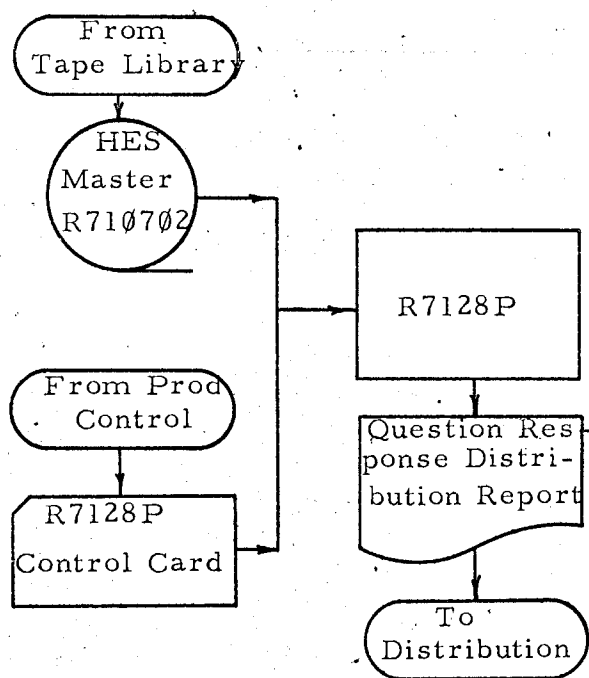 From
Tape Library
HES
Master
R71Ø7Ø2
R7128P
From Prod
Control
Question Res-
ponse Distri-
bution Report
R7128P
Control Card
To
Distribution